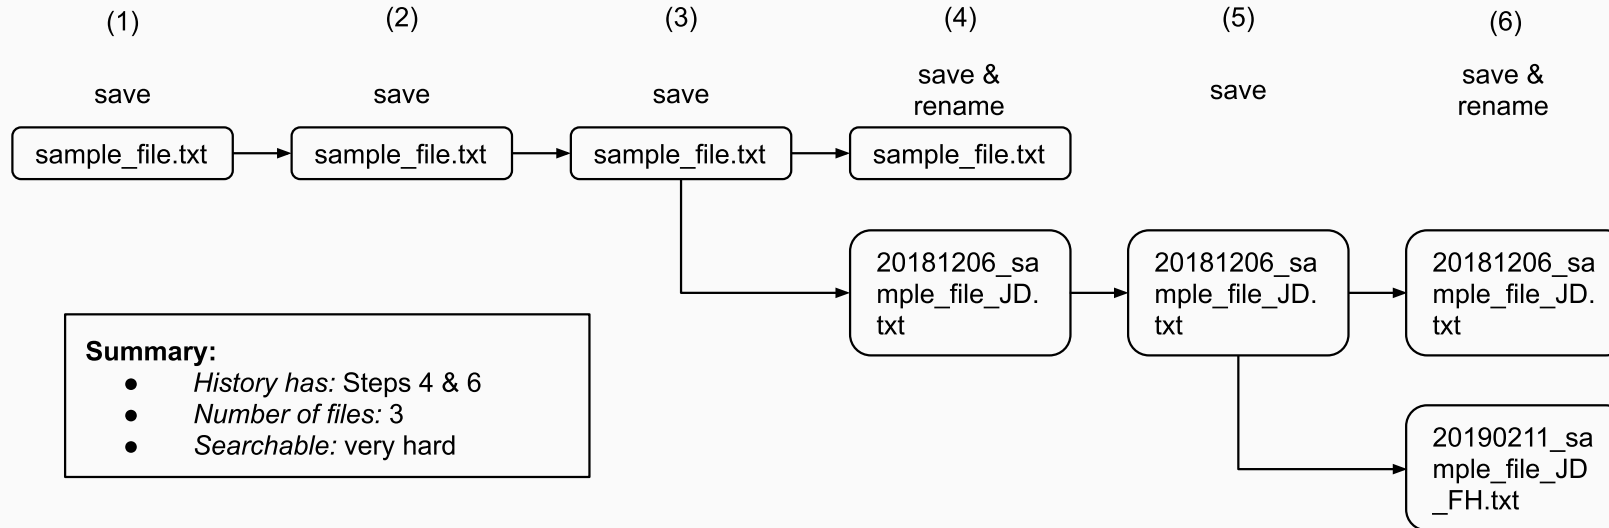 (1)
(2)
(3)
(4)
(5)
(6)
save
save
save
save &
rename
save
save &
rename
sample_file.txt
sample_file.txt
sample_file.txt
sample_file.txt
20181206_sa
mple_file_JD.
txt
20181206_sa
mple_file_JD.
txt
20181206_sa
mple_file_JD.
txt
Summary:
● History has: Steps 4 & 6
● Number of files: 3
● Searchable: very hard
20190211_sa
mple_file_JD
_FH.txt